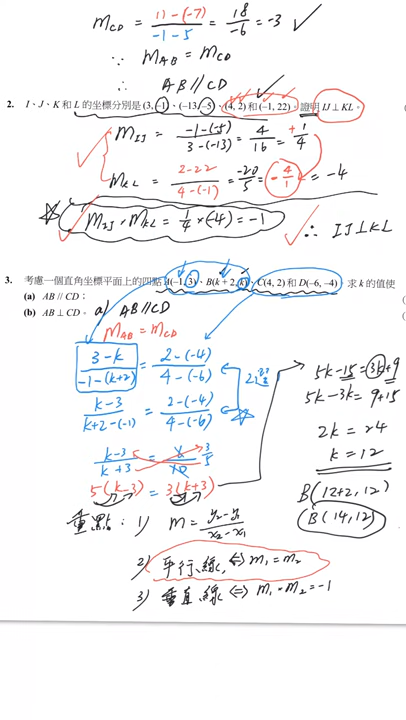 m_CD = 11-(-7)/-1-5 = 18/-6 = -3 ✓
∵ m_AB = m_CD
∴ AB // CD
2. I、J、K 和 L 的坐標分別是 (3, -1)、(-13, -5)、(4, 2) 和 (-1, 22)。證明 IJ ⊥ KL。
m_IJ = -1-(-5)/3-(-13) = 4/16 = +1/4
m_KL = 2-22/4-(-1) = -20/5 = -4/1 = -4
m_IJ · m_KL = 1/4 × (-4) = -1 ∴ IJ⊥KL
3. 考慮一個直角坐標平面上的四點 A(-1, 3)、B(k + 2, k)、C(4, 2) 和 D(-6, -4)。求 k 的值使
(a) AB // CD;
(b) AB ⊥ CD。
a) AB // CD
m_AB = m_CD
3-k/-1-(k+2) = 2-(-4)/4-(-6)
k-3/k+2-(-1) = 2-(-4)/4-(-6)
k-3/k+3 = 6/10 3/5
5(k-3) = 3(k+3)
5k-15 = 3k+9
5k-3k = 9+15
2k = 24
k = 12
B(12+2, 12)
B(14, 12)
重點: 1) m = y₂-y₁/x₂-x₁
2) 平行線 ⇔ m₁ = m₂
3) 垂直線 ⇔ m₁·m₂ = -1